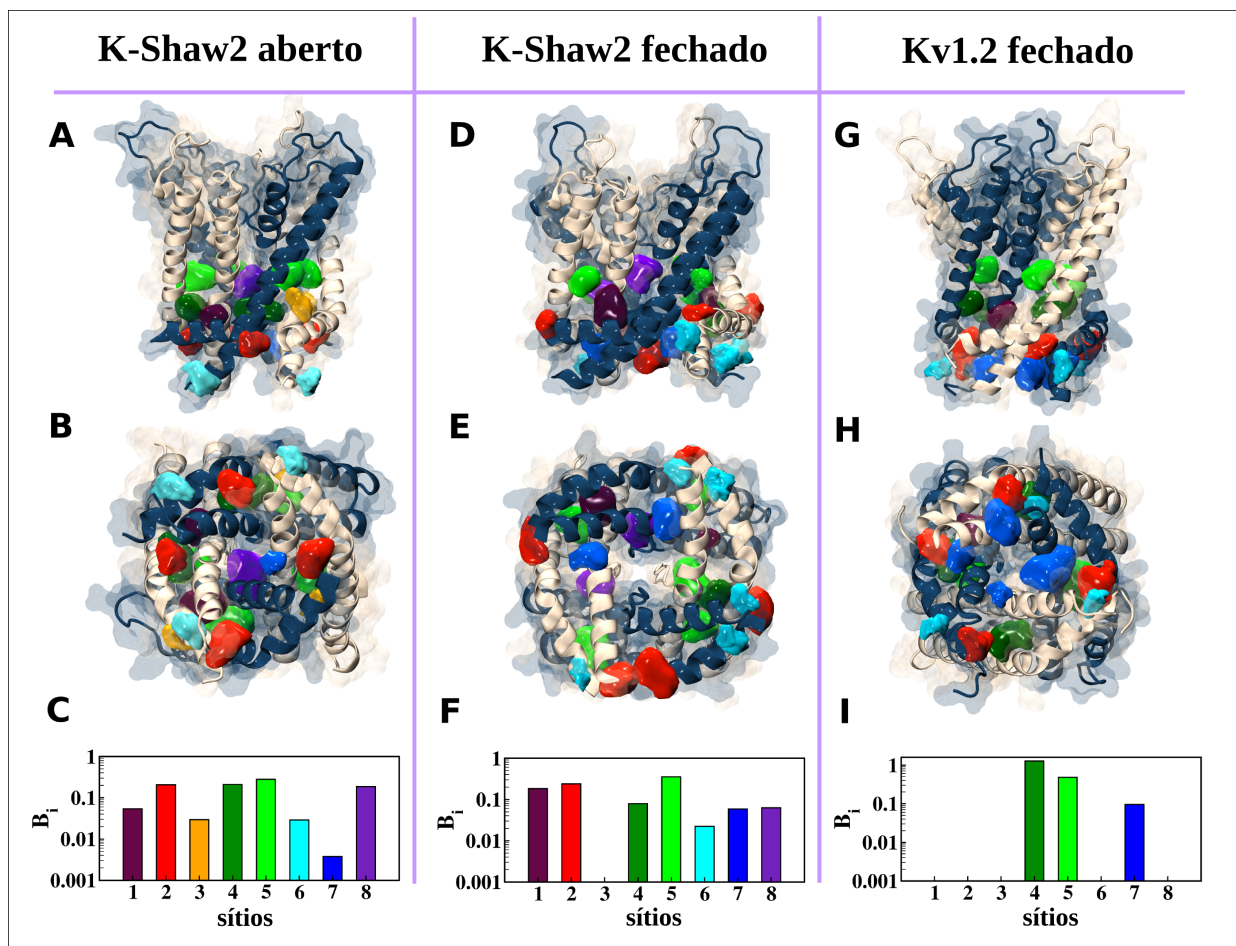 K-Shaw2 aberto
K-Shaw2 fechado
Kv1.2 fechado
A
D
G
B
E
H
C
F
I
1
0.1
0.01
0.001
B_i
1 2 3 4 5 6 7 8
sítios
1
0.1
0.01
0.001
B_i
1 2 3 4 5 6 7 8
sítios
1
0.1
0.01
0.001
B_i
1 2 3 4 5 6 7 8
sítios